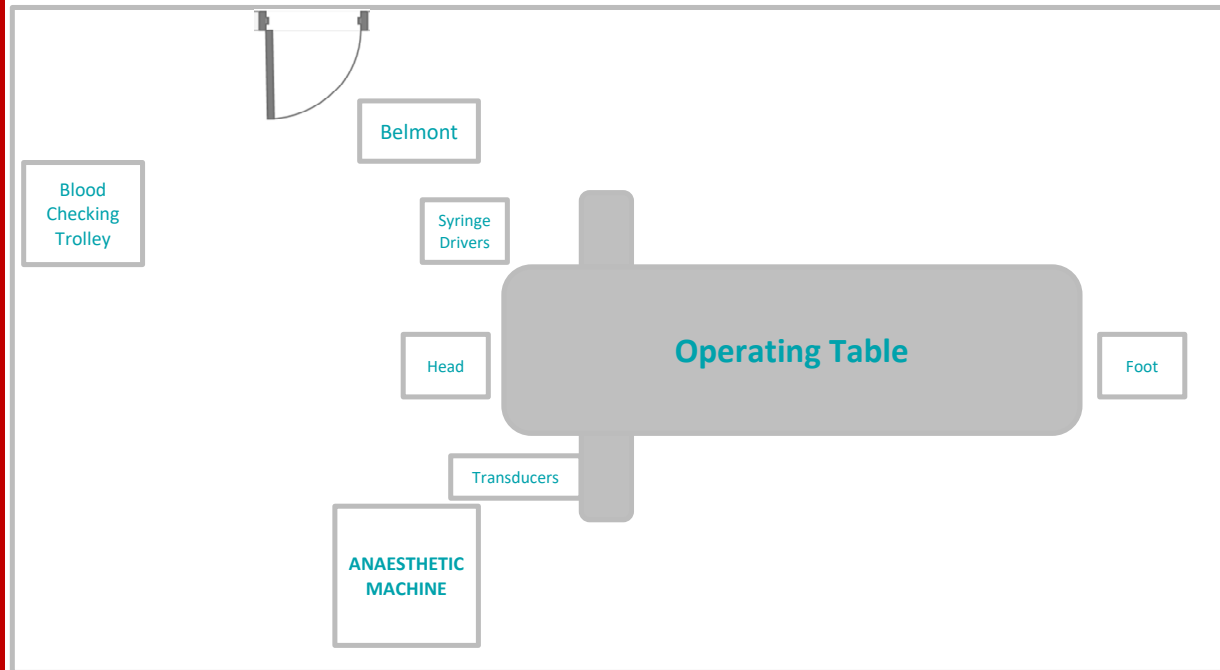 Belmont
Blood
Checking
Trolley
Syringe
Drivers
Operating Table
Head
Foot
Transducers
ANAESTHETIC
MACHINE